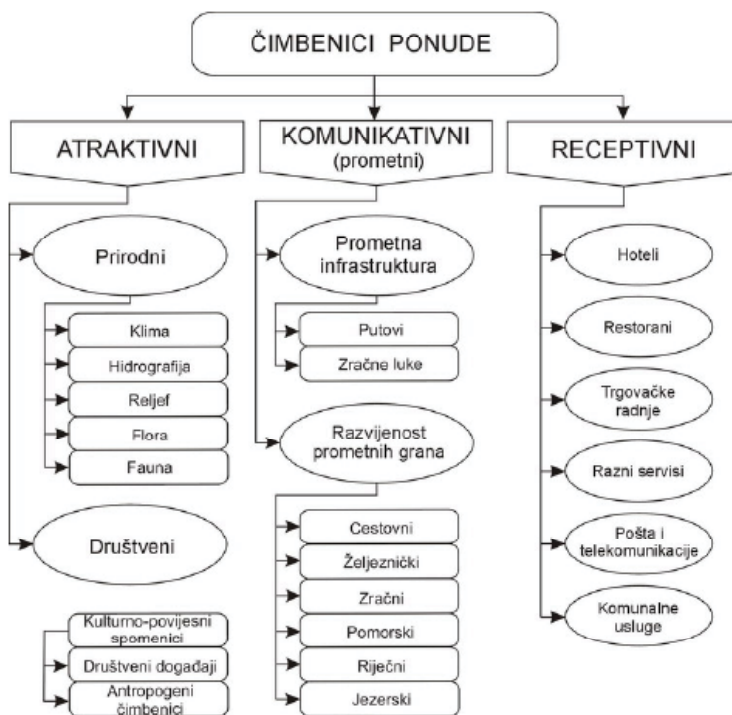 ČIMBENICI PONUDE
ATRAKTIVNI
Prirodni
Klima
Hidrografija
Reljef
Flora
Fauna
Društveni
Kulturno-povijesni
spomenici
Društveni događaji
Antropogeni
čimbenici
KOMUNIKATIVNI
(prometni)
Prometna
infrastruktura
Putovi
Zračne luke
Razvijenost
prometnih grana
Cestovni
Željeznički
Zračni
Pomorski
Riječni
Jezerski
RECEPTIVNI
Hoteli
Restorani
Trgovačke
radnje
Razni servisi
Pošta i
telekomunikacije
Komunalne
usluge